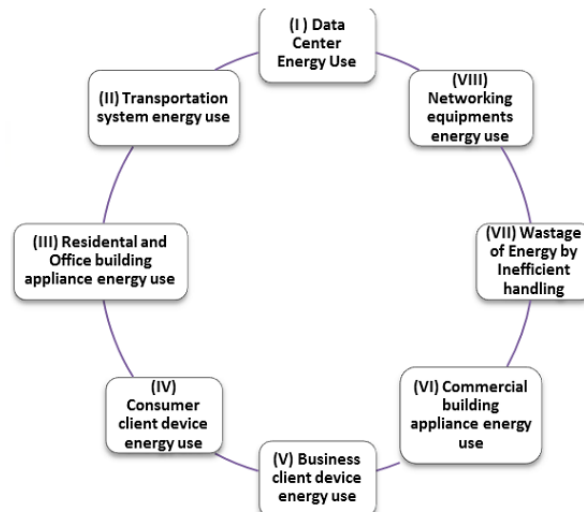 (I ) Data
Center
Energy Use
(II) Transportation
system energy use
(III) Residental and
Office building
appliance energy use
(IV)
Consumer
client device
energy use
(V) Business
client device
energy use
(VI) Commercial
building
appliance energy
use
(VII) Wastage
of Energy by
Inefficient
handling
(VIII)
Networking
equipments
energy use